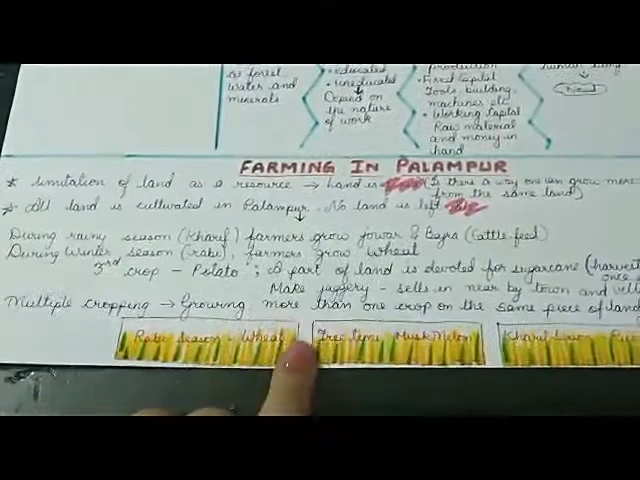 as forest
water and
minerals
• educated
• uneducated
Depend on
the nature
of work
production
• Fixed Capital
Tools, building,
machines etc
• Working Capital
Raw material
and money in
hand
human being
FARMING IN PALAMPUR
* limitation of land as a resource → Land is (Is there a way one can grow more
from the same land)
* All land is cultivated in Palampur. No land is left
During rainy season (Kharif) farmers grow jowar & Bajra (cattle feed)
During Winter season (rabi), farmers grow wheat
3rd crop - Potato ; A part of land is devoted for sugarcane (harvest
once
Make jaggery - sells in near by town and vill
Multiple cropping → Growing more than one crop on the same piece of land
Rabi Season - Wheat
Free time Musk Melon
Kharif